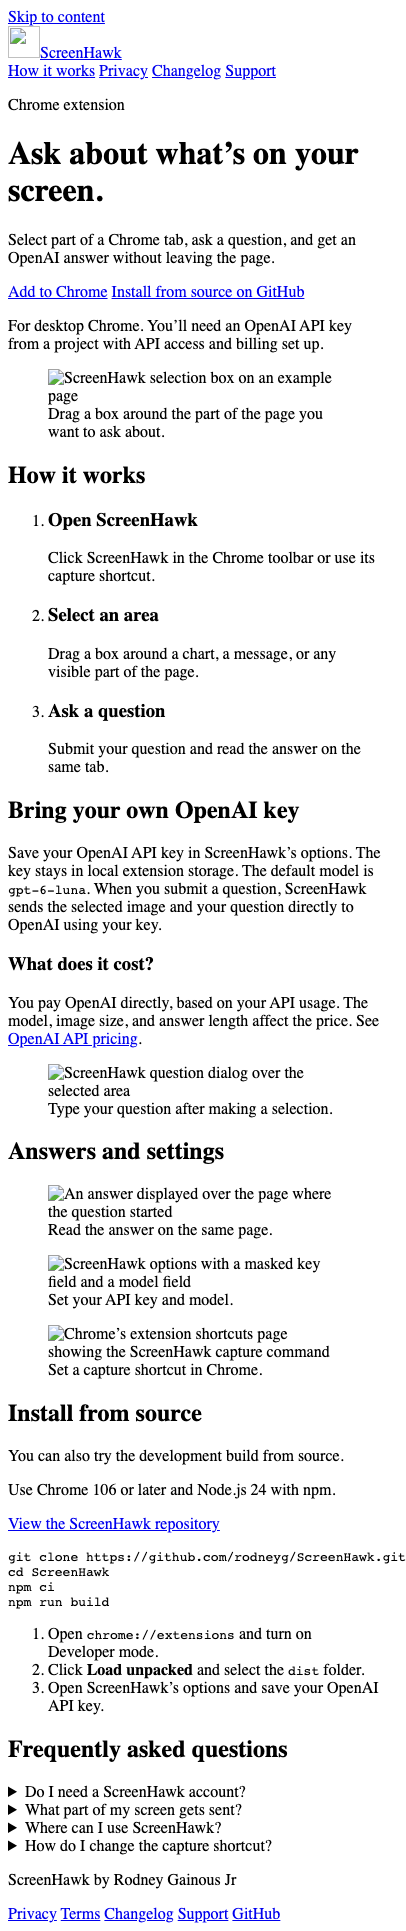 Skip to content
ScreenHawk
How it works Privacy Changelog Support
Chrome extension
Ask about what’s on your
screen.
Select part of a Chrome tab, ask a question, and get an
OpenAI answer without leaving the page.
Add to Chrome Install from source on GitHub
For desktop Chrome. You’ll need an OpenAI API key
from a project with API access and billing set up.
ScreenHawk selection box on an example
page
Drag a box around the part of the page you
want to ask about.
How it works
1. Open ScreenHawk
Click ScreenHawk in the Chrome toolbar or use its
capture shortcut.
2. Select an area
Drag a box around a chart, a message, or any
visible part of the page.
3. Ask a question
Submit your question and read the answer on the
same tab.
Bring your own OpenAI key
Save your OpenAI API key in ScreenHawk’s options. The
key stays in local extension storage. The default model is
gpt-6-luna. When you submit a question, ScreenHawk
sends the selected image and your question directly to
OpenAI using your key.
What does it cost?
You pay OpenAI directly, based on your API usage. The
model, image size, and answer length affect the price. See
OpenAI API pricing.
ScreenHawk question dialog over the
selected area
Type your question after making a selection.
Answers and settings
An answer displayed over the page where
the question started
Read the answer on the same page.
ScreenHawk options with a masked key
field and a model field
Set your API key and model.
Chrome’s extension shortcuts page
showing the ScreenHawk capture command
Set a capture shortcut in Chrome.
Install from source
You can also try the development build from source.
Use Chrome 106 or later and Node.js 24 with npm.
View the ScreenHawk repository
git clone https://github.com/rodneyg/ScreenHawk.git
cd ScreenHawk
npm ci
npm run build
1. Open chrome://extensions and turn on
Developer mode.
2. Click Load unpacked and select the dist folder.
3. Open ScreenHawk’s options and save your OpenAI
API key.
Frequently asked questions
Do I need a ScreenHawk account?
What part of my screen gets sent?
Where can I use ScreenHawk?
How do I change the capture shortcut?
ScreenHawk by Rodney Gainous Jr
Privacy Terms Changelog Support GitHub